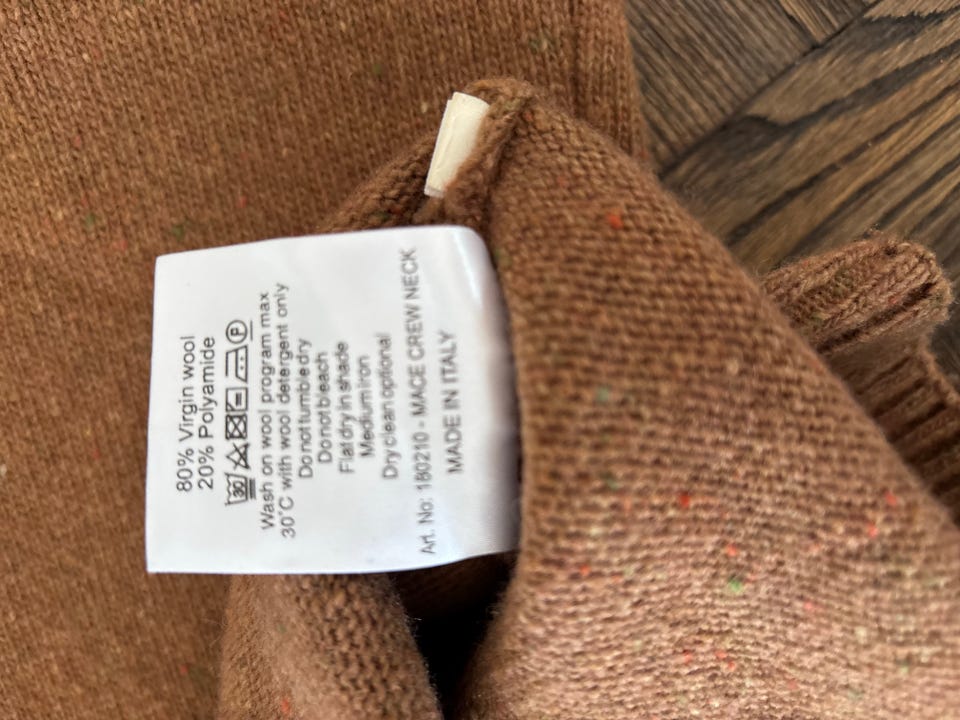 80% Virgin wool
20% Polyamide
30 P
Wash on wool program max
30°C with wool detergent only
Do not tumble dry
Do not bleach
Flat dry in shade
Medium iron
Dry clean optional
Art. No: 180210 - MACE CREW NECK
MADE IN ITALY